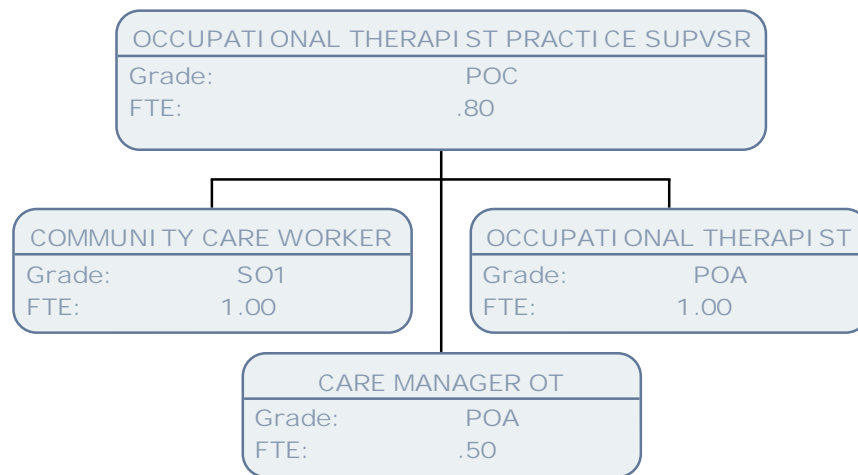 OCCUPATIONAL THERAPIST PRACTICE SUPVSR
Grade: POC
FTE: .80
COMMUNITY CARE WORKER
Grade: SO1
FTE: 1.00
OCCUPATIONAL THERAPIST
Grade: POA
FTE: 1.00
CARE MANAGER OT
Grade: POA
FTE: .50